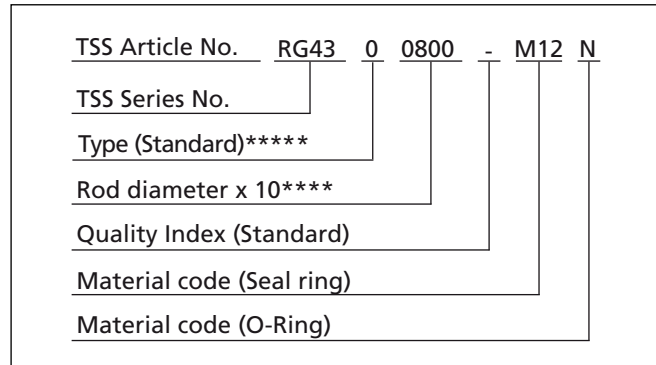 TSS Article No. RG43 0 0800 - M12 N
TSS Series No.
Type (Standard)*****
Rod diameter x 10****
Quality Index (Standard)
Material code (Seal ring)
Material code (O-Ring)